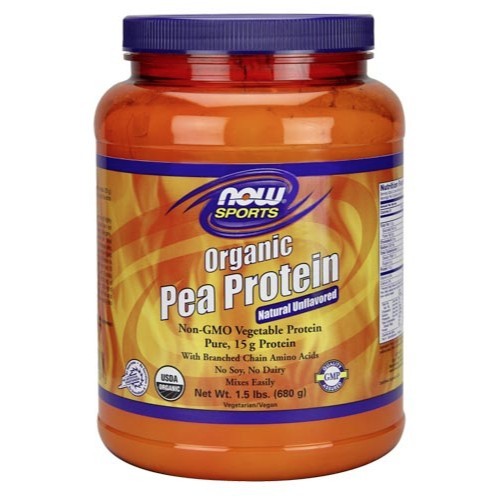 NOW
SPORTS
Organic
Pea Protein
Natural Unflavored
Non-GMO Vegetable Protein
Pure, 15 g Protein
With Branched Chain Amino Acids
No Soy, No Dairy
Mixes Easily
Net Wt. 1.5 lbs. (680 g)
Vegetarian/Vegan
USDA
ORGANIC
GMP